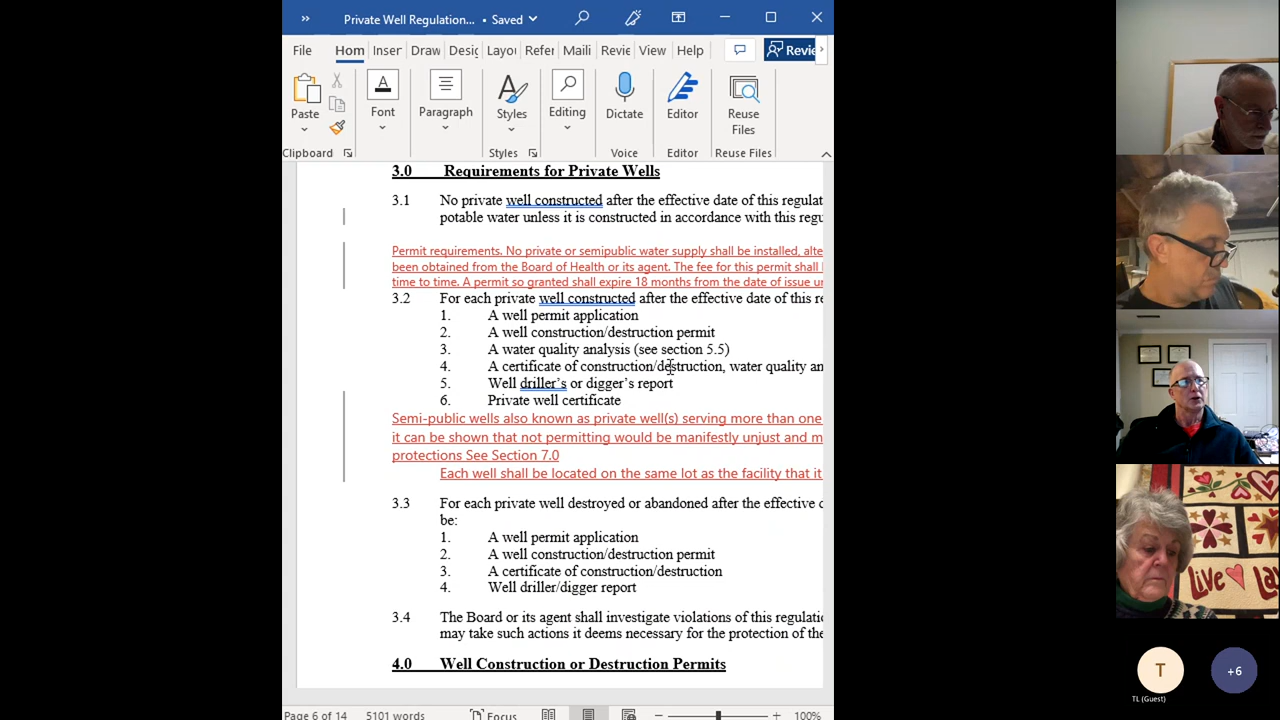 » Private Well Regulation... • Saved
File Hom Inser Draw Desig Layou Refer Maili Revie View Help Revie
Paste Font Paragraph Styles Editing Dictate Editor Reuse Files
Clipboard Styles Voice Editor Reuse Files
3.0 Requirements for Private Wells
3.1 No private well constructed after the effective date of this regulat
potable water unless it is constructed in accordance with this regu
Permit requirements. No private or semipublic water supply shall be installed, alte
been obtained from the Board of Health or its agent. The fee for this permit shall
time to time. A permit so granted shall expire 18 months from the date of issue un
3.2 For each private well constructed after the effective date of this re
1. A well permit application
2. A well construction/destruction permit
3. A water quality analysis (see section 5.5)
4. A certificate of construction/destruction, water quality an
5. Well driller’s or digger’s report
6. Private well certificate
Semi-public wells also known as private well(s) serving more than one
it can be shown that not permitting would be manifestly unjust and m
protections See Section 7.0
Each well shall be located on the same lot as the facility that it
3.3 For each private well destroyed or abandoned after the effective d
be:
1. A well permit application
2. A well construction/destruction permit
3. A certificate of construction/destruction
4. Well driller/digger report
3.4 The Board or its agent shall investigate violations of this regulatio
may take such actions it deems necessary for the protection of the
4.0 Well Construction or Destruction Permits
Page 6 of 14 5101 words Focus 100%
Live Laug
T +6
TL (Guest)